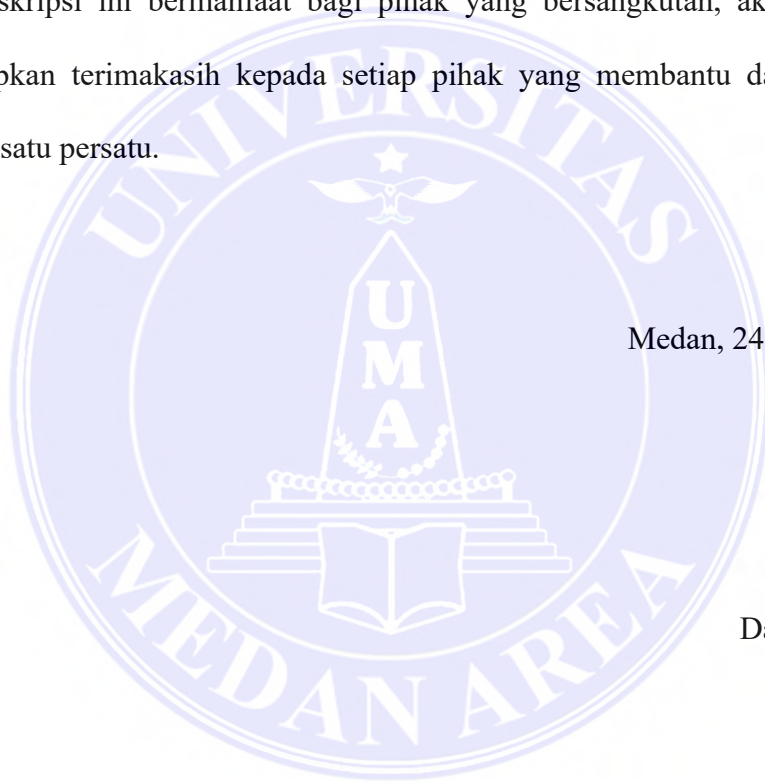 skripsi ini bermanfaat bagi pihak yang bersangkutan, ak
pkan terimakasih kepada setiap pihak yang membantu da
satu persatu.
UNIVERSITAS
U
M
A
Medan, 24
Da
MEDAN AREA